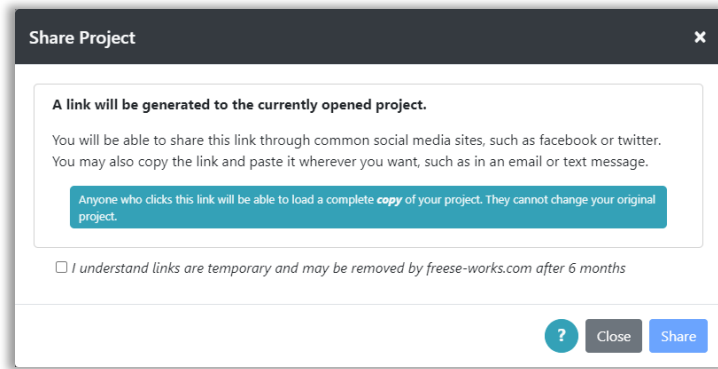 Share Project
×
A link will be generated to the currently opened project.
You will be able to share this link through common social media sites, such as facebook or twitter.
You may also copy the link and paste it wherever you want, such as in an email or text message.
Anyone who clicks this link will be able to load a complete copy of your project. They cannot change your original
project.
I understand links are temporary and may be removed by freese-works.com after 6 months
?
Close
Share